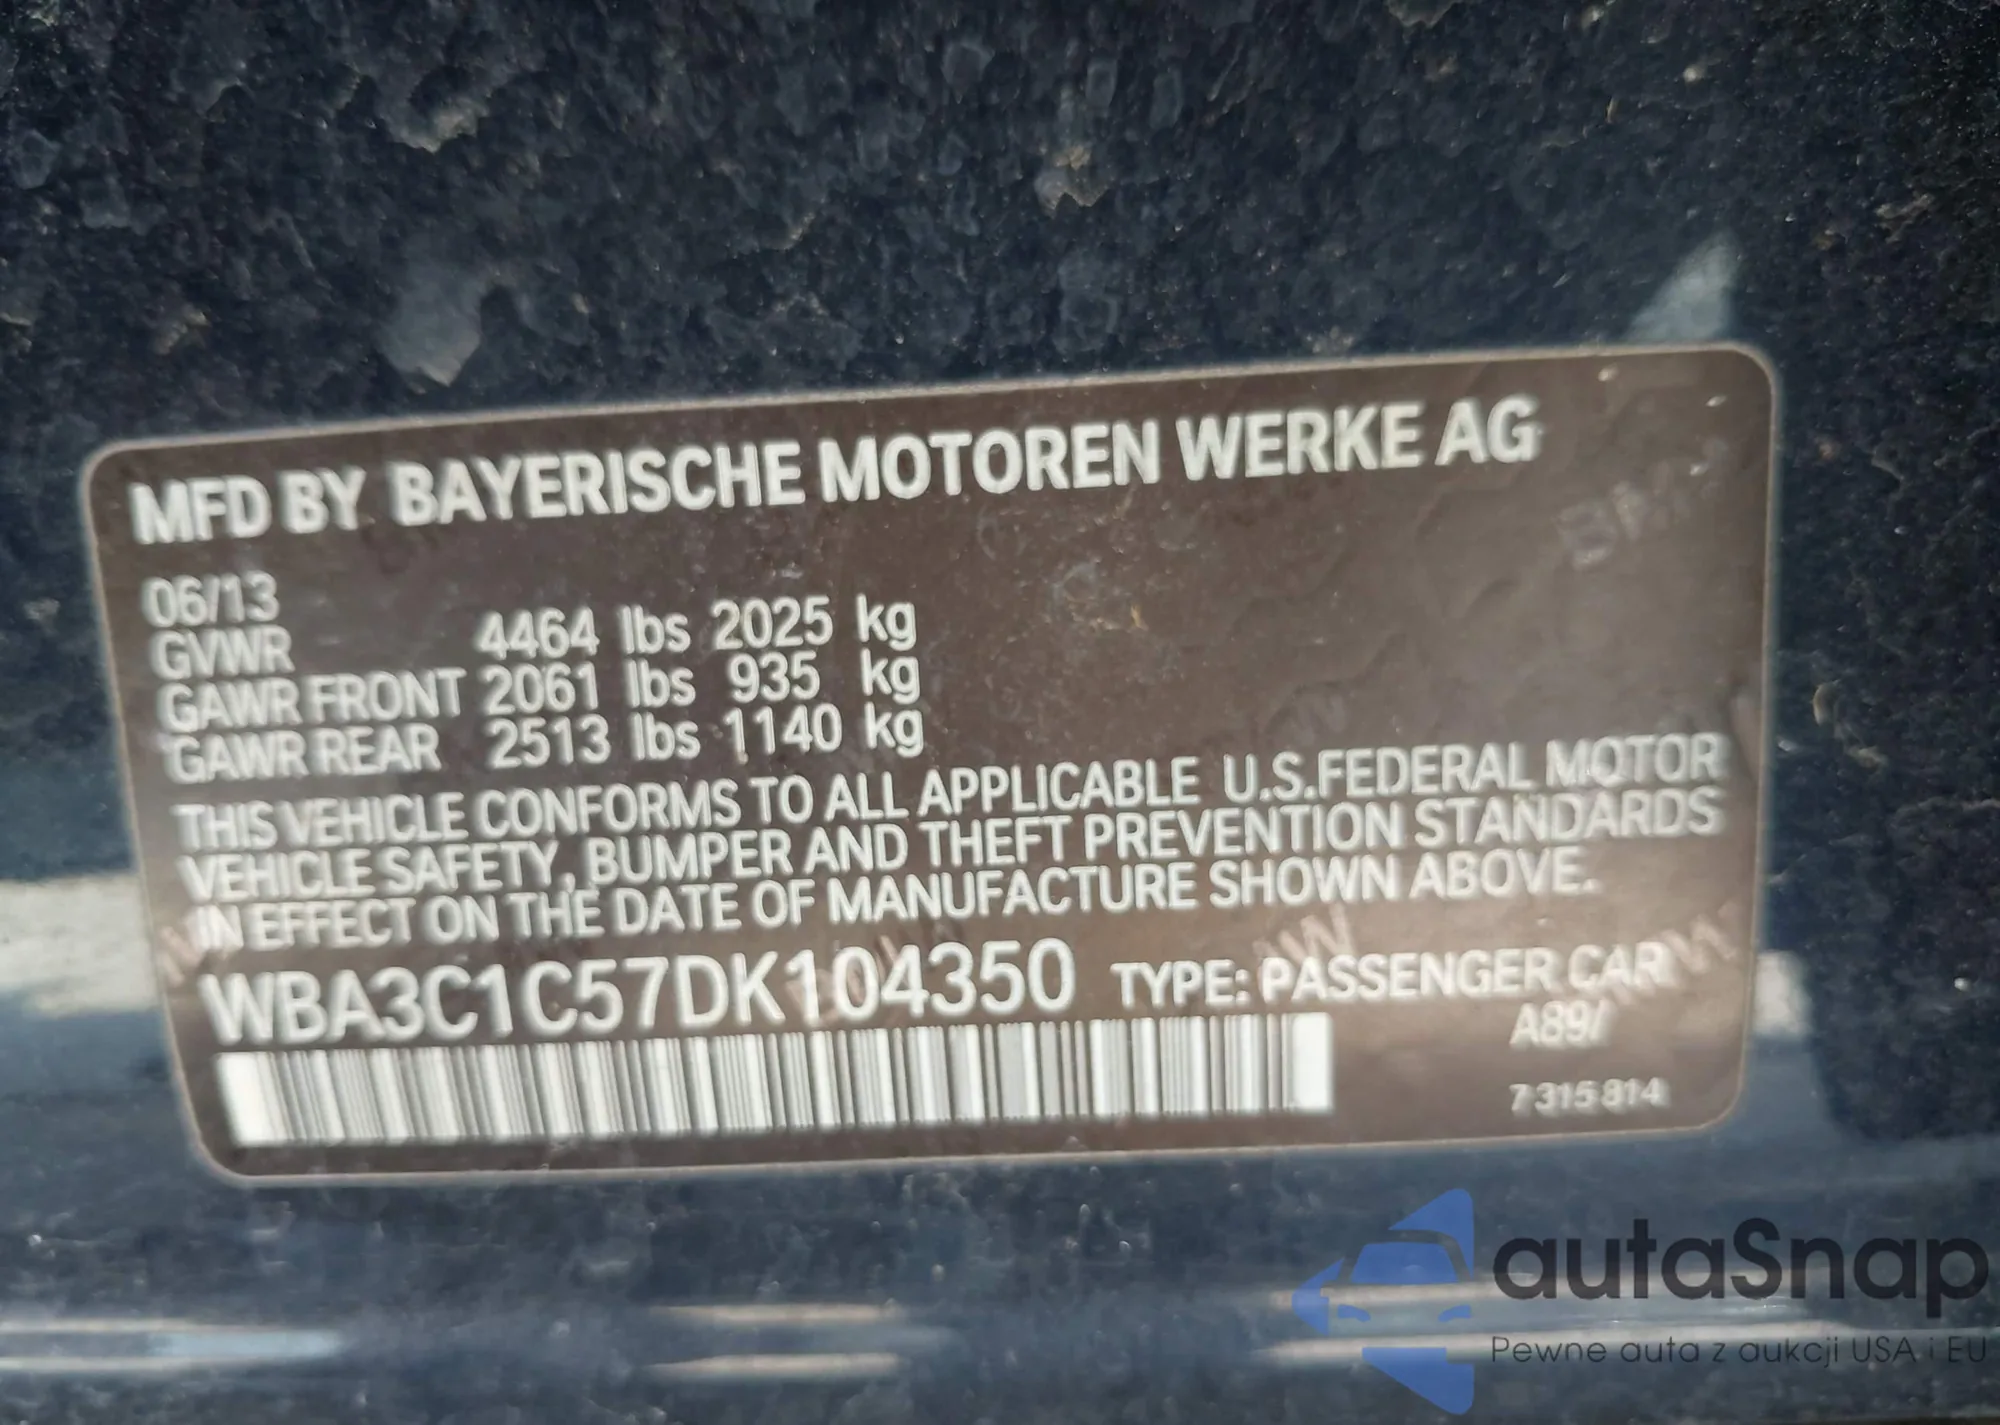 MFD BY BAYERISCHE MOTOREN WERKE AG
06/13
GVWR 4464 lbs 2025 kg
GAWR FRONT 2061 lbs 935 kg
GAWR REAR 2513 lbs 1140 kg
THIS VEHICLE CONFORMS TO ALL APPLICABLE U.S.FEDERAL MOTOR
VEHICLE SAFETY, BUMPER AND THEFT PREVENTION STANDARDS
IN EFFECT ON THE DATE OF MANUFACTURE SHOWN ABOVE.
WBA3C1C57DK104350 TYPE: PASSENGER CAR
A89/
7 315 814
autaSnap
Pewne auta z aukcji USA i EU